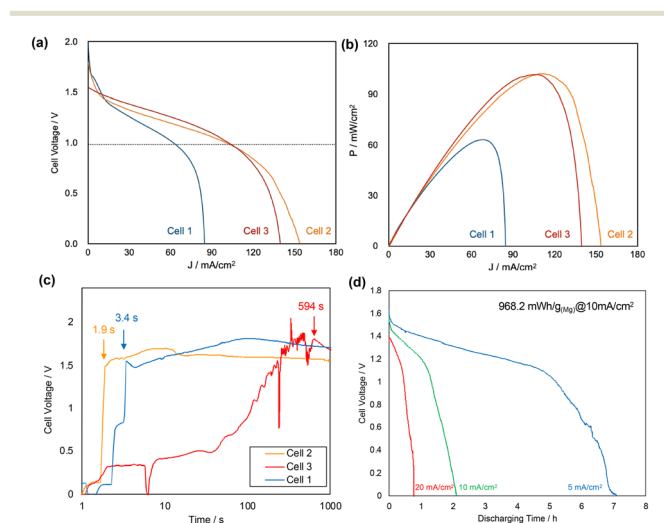 (a)
2.0
1.5
1.0
0.5
0.0
Cell Voltage / V
Cell 1
Cell 3
Cell 2
0
30
60
90
120
150
180
J / mA/cm²
(b)
120
90
60
30
0
P / mW/cm²
Cell 1
Cell 3
Cell 2
0
30
60
90
120
150
180
J / mA/cm²
(c)
594 s
3.4 s
1.9 s
2
1.5
1
0.5
0
Cell Voltage / V
Cell 2
Cell 3
Cell 1
1
10
100
1000
Time / s
(d)
968.2 mWh/g(Mg)@10mA/cm²
1.8
1.6
1.4
1.2
1
0.8
0.6
0.4
0.2
0
Cell Voltage / V
20 mA/cm²
10 mA/cm²
5 mA/cm²
0
1
2
3
4
5
6
7
8
Discharging Time / h